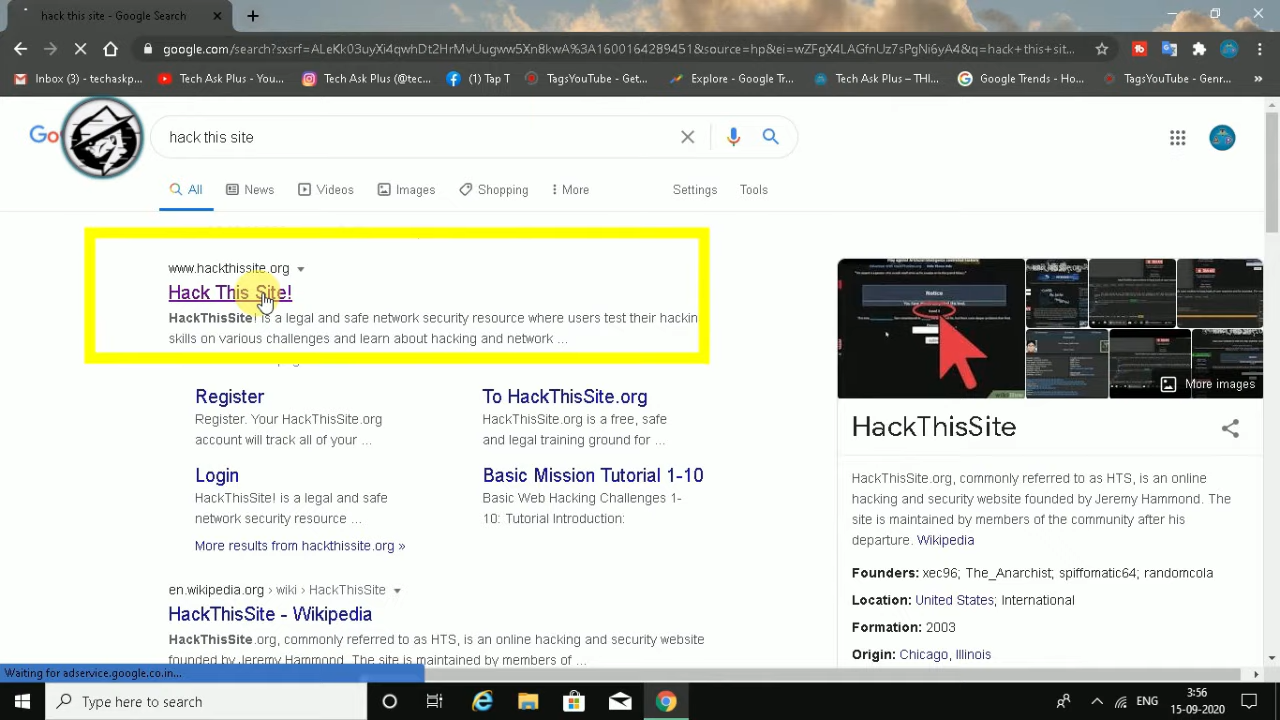 hack this site - Google Search
google.com/search?sxsrf=ALeKk03uyXi4qwhDt2HrMvUugww5Xn8kwA%3A1600164289451&source=hp&ei=wZFgX4LAGfnUz7sPgNi6yA4&q=hack+this+sit...
Inbox (3) - techaskp... Tech Ask Plus - You... Tech Ask Plus (@tec... (1) Tap T TagsYouTube - Get... Explore - Google Tr... Tech Ask Plus – THI... Google Trends - Ho... TagsYouTube - Genr... »
Go
hack this site
All News Videos Images Shopping More Settings Tools
Hack This Site!
HackThisSite is a legal and network security resource where users test their hackin
skills on various challenges learn about hacking and network ...
Register
Register. Your HackThisSite.org
account will track all of your ...
To HackThisSite.org
HackThisSite.org is a free, safe
and legal training ground for ...
Login
HackThisSite! is a legal and safe
network security resource ...
Basic Mission Tutorial 1-10
Basic Web Hacking Challenges 1-
10: Tutorial Introduction:
More results from hackthissite.org »
en.wikipedia.org › wiki › HackThisSite
HackThisSite - Wikipedia
HackThisSite.org, commonly referred to as HTS, is an online hacking and security website
founded by Jeremy Hammond. The site is maintained by members of ...
Notice
More images
HackThisSite
HackThisSite.org, commonly referred to as HTS, is an online
hacking and security website founded by Jeremy Hammond. The
site is maintained by members of the community after his
departure. Wikipedia
Founders: xec96; The_Anarchist; spiffomatic64; randomcola
Location: United States; International
Formation: 2003
Origin: Chicago, Illinois
Waiting for adservice.google.co.in...
Type here to search
ENG
3:56
15-09-2020